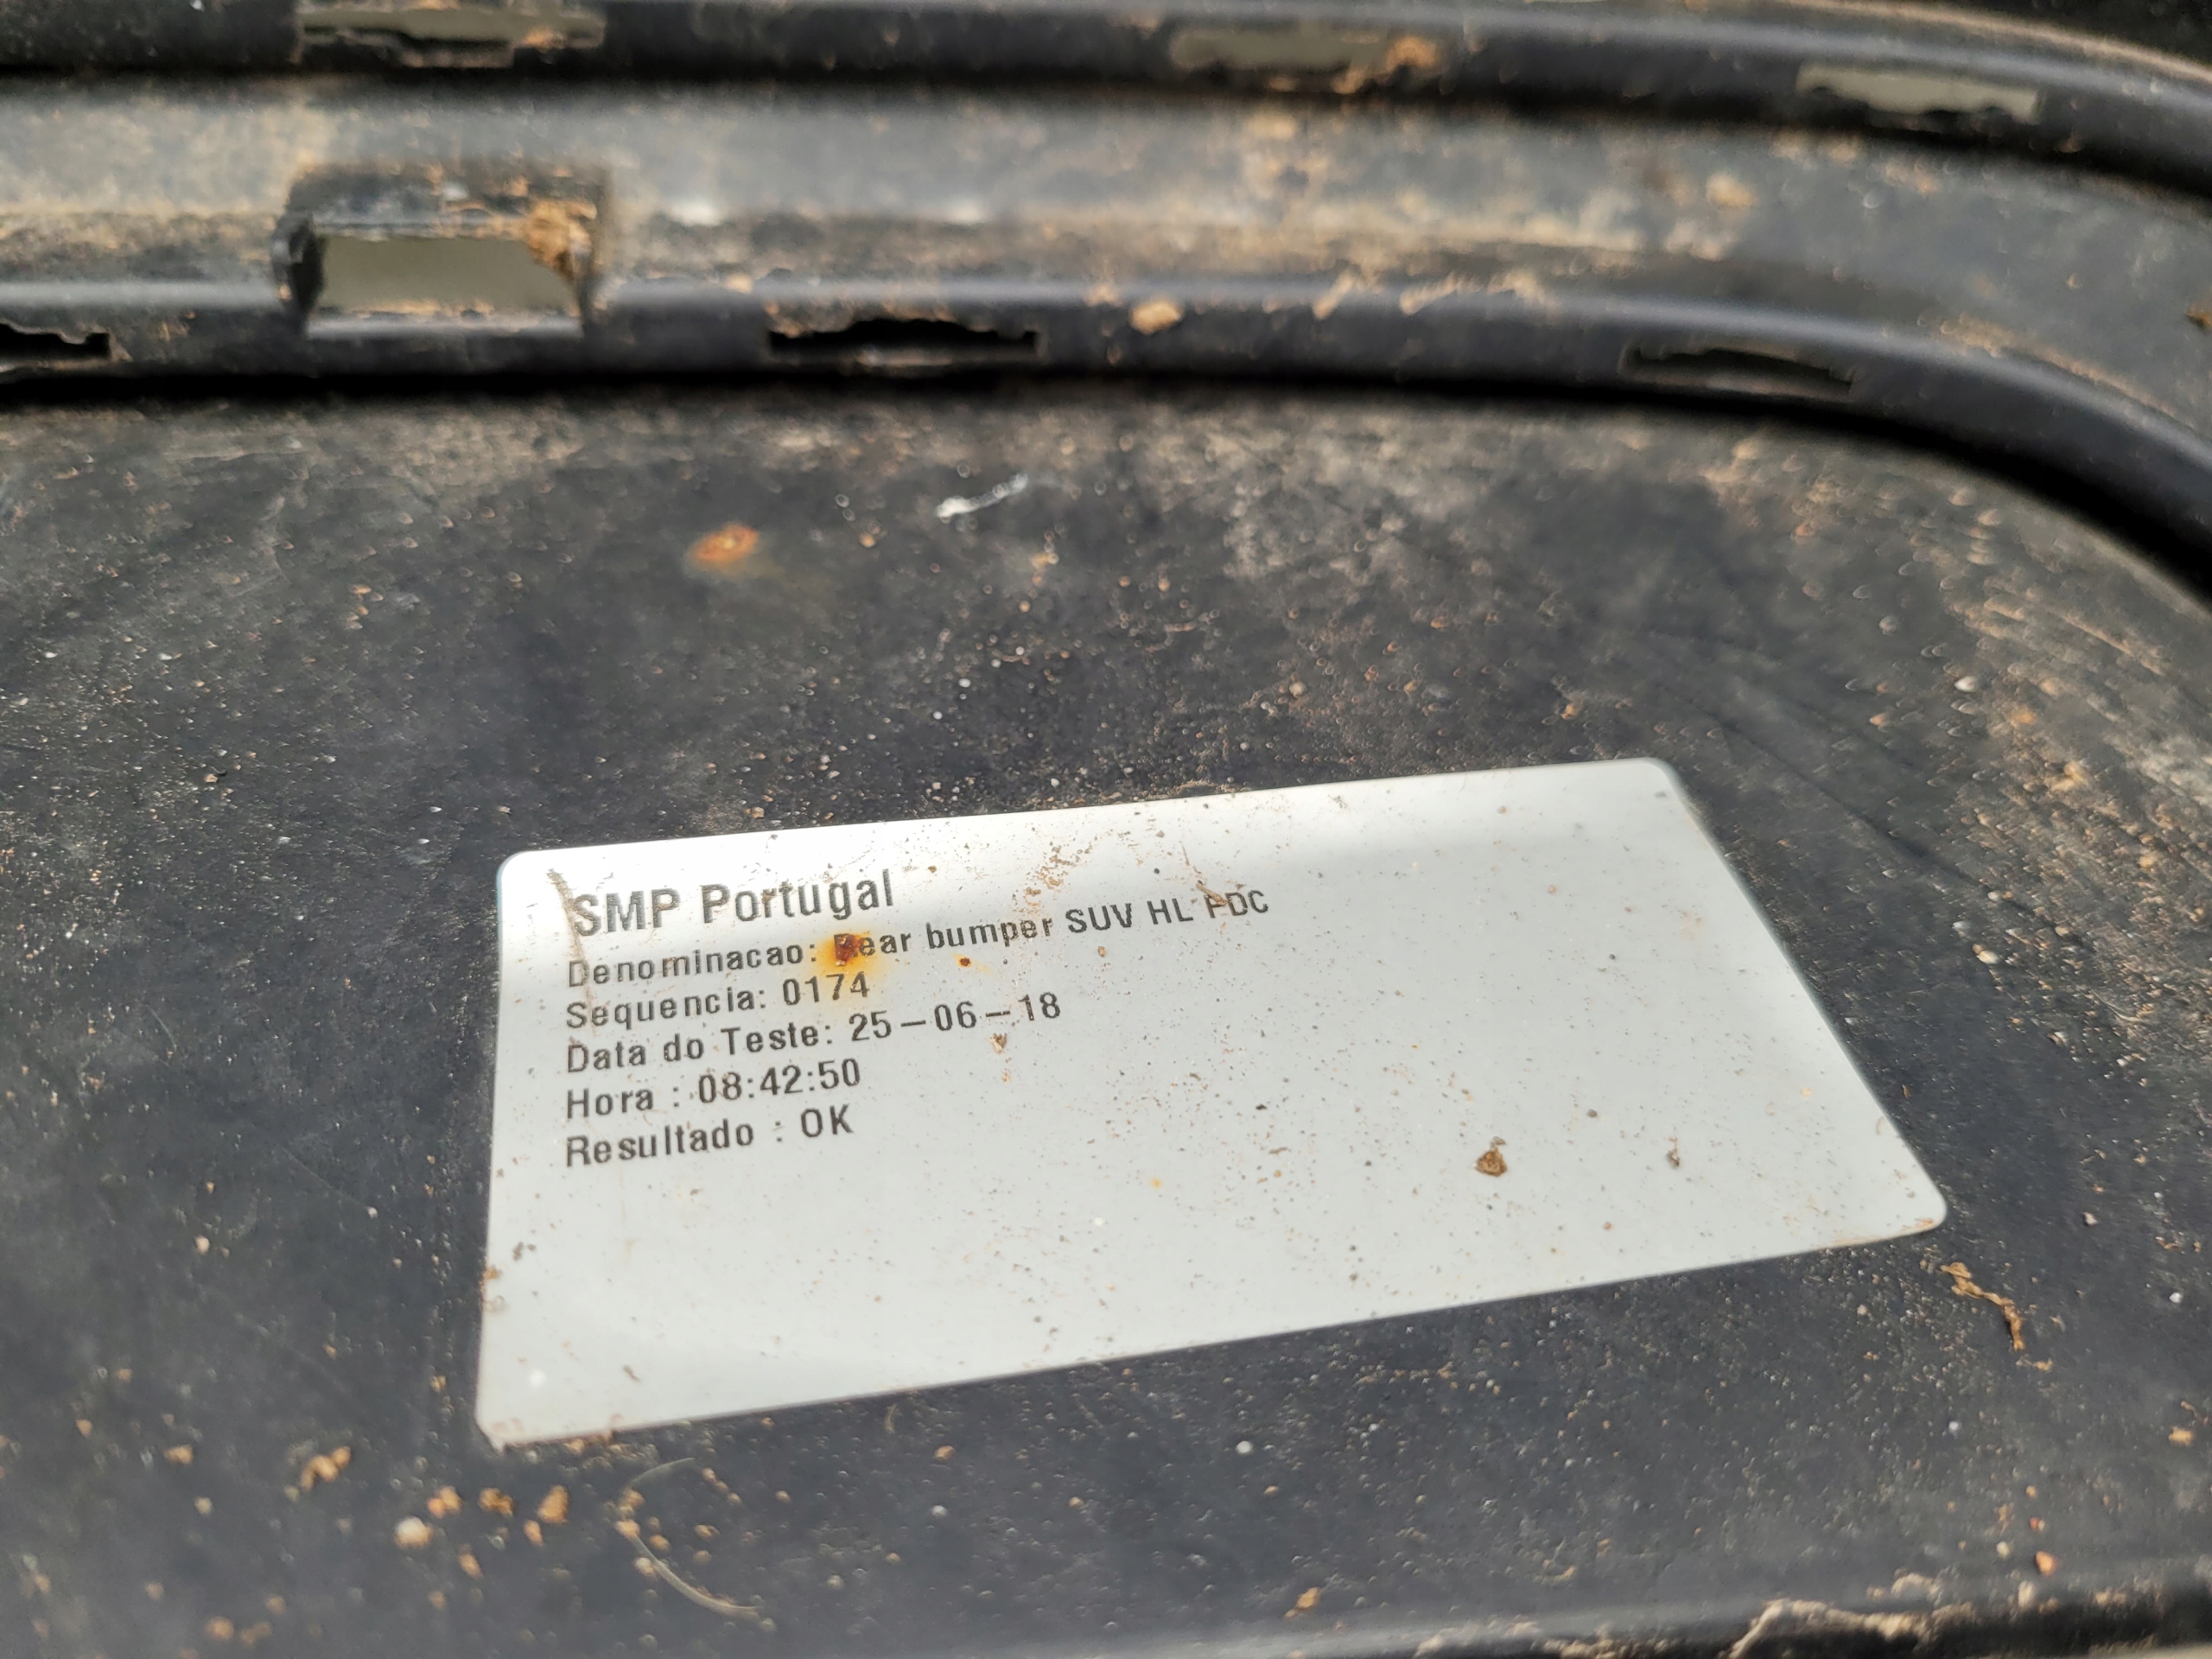 SMP Portugal
Denominacao: Rear bumper SUV HL PDC
Sequencia: 0174
Data do Teste: 25-06-18
Hora : 08:42:50
Resultado : OK